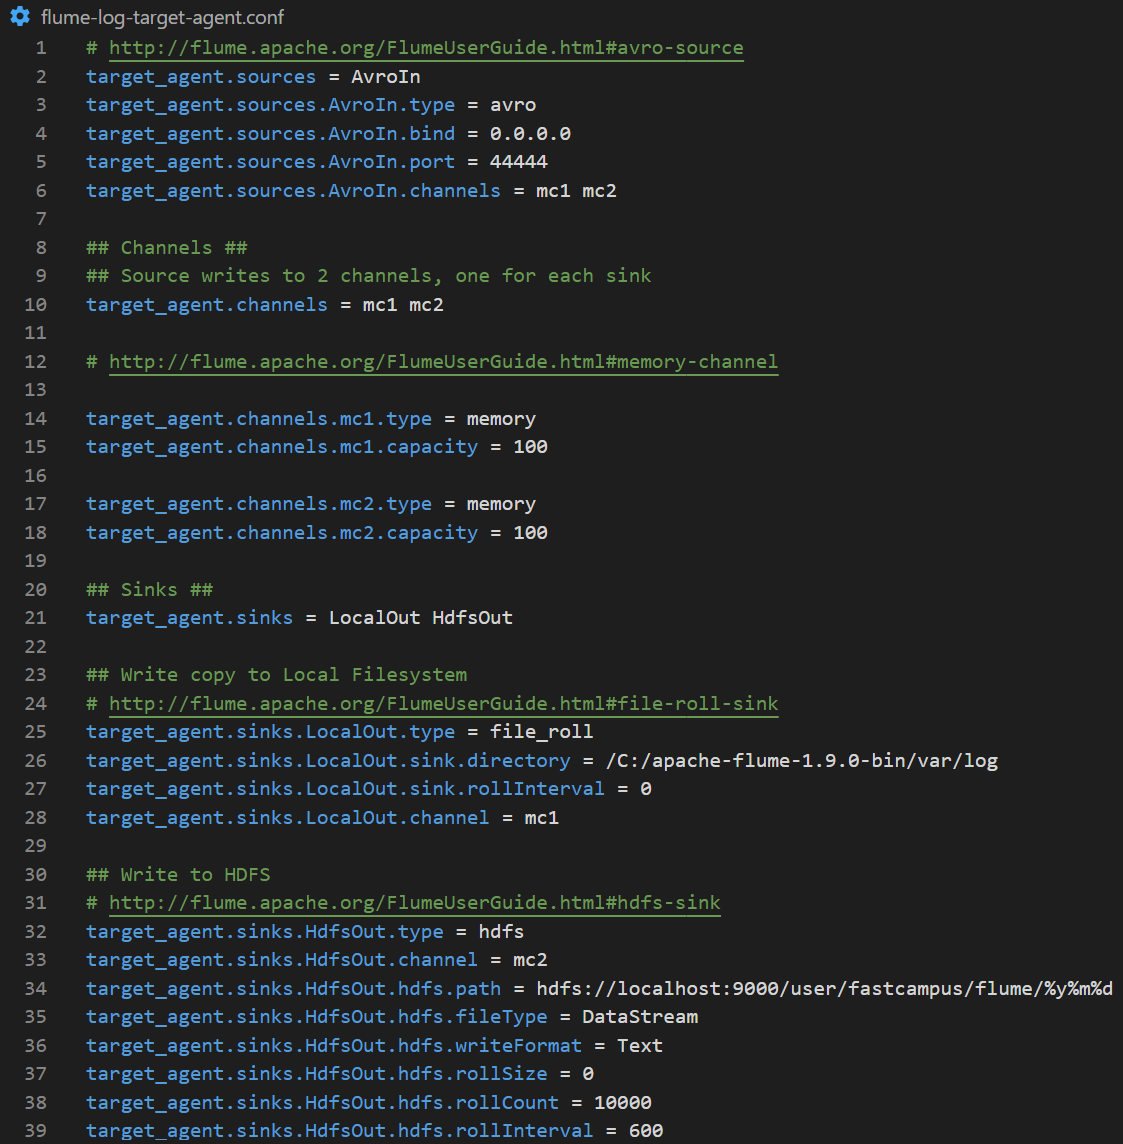 flume-log-target-agent.conf
1 # http://flume.apache.org/FlumeUserGuide.html#avro-source
2 target_agent.sources = AvroIn
3 target_agent.sources.AvroIn.type = avro
4 target_agent.sources.AvroIn.bind = 0.0.0.0
5 target_agent.sources.AvroIn.port = 44444
6 target_agent.sources.AvroIn.channels = mc1 mc2
7
8 ## Channels ##
9 ## Source writes to 2 channels, one for each sink
10 target_agent.channels = mc1 mc2
11
12 # http://flume.apache.org/FlumeUserGuide.html#memory-channel
13
14 target_agent.channels.mc1.type = memory
15 target_agent.channels.mc1.capacity = 100
16
17 target_agent.channels.mc2.type = memory
18 target_agent.channels.mc2.capacity = 100
19
20 ## Sinks ##
21 target_agent.sinks = LocalOut HdfsOut
22
23 ## Write copy to Local Filesystem
24 # http://flume.apache.org/FlumeUserGuide.html#file-roll-sink
25 target_agent.sinks.LocalOut.type = file_roll
26 target_agent.sinks.LocalOut.sink.directory = /C:/apache-flume-1.9.0-bin/var/log
27 target_agent.sinks.LocalOut.sink.rollInterval = 0
28 target_agent.sinks.LocalOut.channel = mc1
29
30 ## Write to HDFS
31 # http://flume.apache.org/FlumeUserGuide.html#hdfs-sink
32 target_agent.sinks.HdfsOut.type = hdfs
33 target_agent.sinks.HdfsOut.channel = mc2
34 target_agent.sinks.HdfsOut.hdfs.path = hdfs://localhost:9000/user/fastcampus/flume/%y%m%d
35 target_agent.sinks.HdfsOut.hdfs.fileType = DataStream
36 target_agent.sinks.HdfsOut.hdfs.writeFormat = Text
37 target_agent.sinks.HdfsOut.hdfs.rollSize = 0
38 target_agent.sinks.HdfsOut.hdfs.rollCount = 10000
39 target_agent.sinks.HdfsOut.hdfs.rollInterval = 600